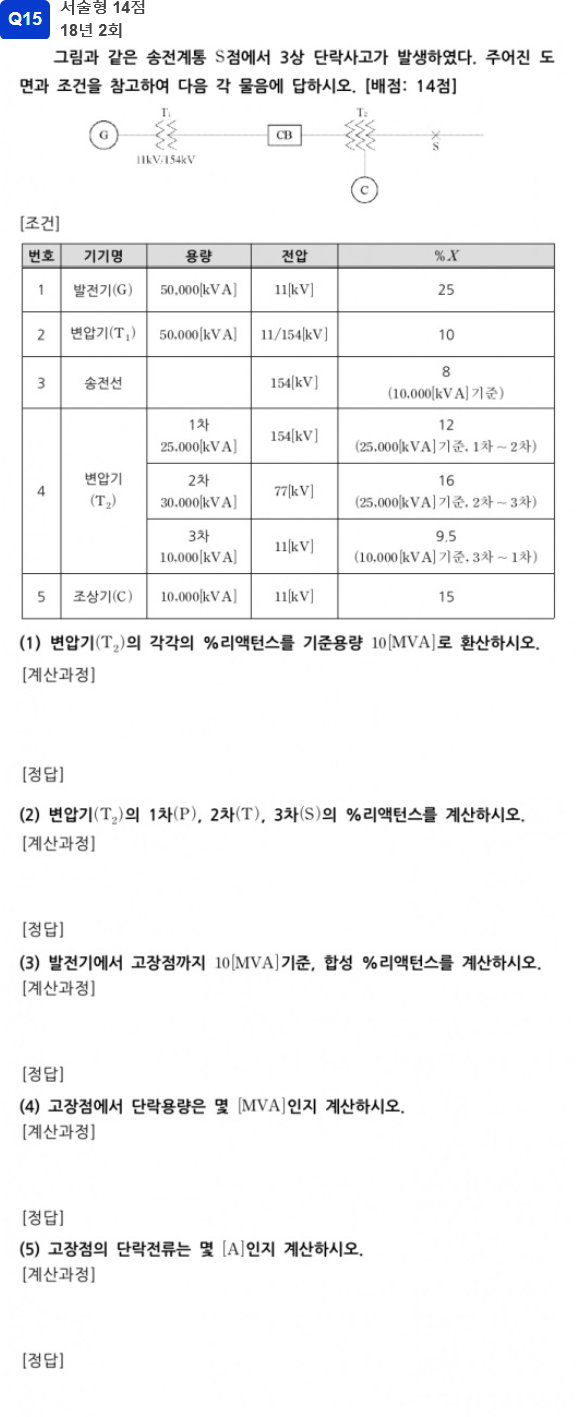 Q15
서술형 14점
18년 2회
그림과 같은 송전계통 S점에서 3상 단락사고가 발생하였다. 주어진 도
면과 조건을 참고하여 다음 각 물음에 답하시오. [배점: 14점]
G
T₁
11kV/154kV
CB
T₂
S
C
[조건]
번호 기기명 용량 전압 %X
1 발전기(G) 50,000[kVA] 11[kV] 25
2 변압기(T₁) 50.000[kVA] 11/154[kV] 10
3 송전선 154[kV] 8
(10.000[kVA]기준)
4 변압기
(T₂)
1차
25.000[kVA]
154[kV]
12
(25.000[kVA]기준, 1차~2차)
2차
30.000[kVA]
77[kV]
16
(25.000[kVA]기준, 2차~3차)
3차
10.000[kVA]
11[kV]
9.5
(10.000[kVA]기준, 3차~1차)
5 조상기(C) 10.000[kVA] 11[kV] 15
(1) 변압기(T₂)의 각각의 %리액턴스를 기준용량 10[MVA]로 환산하시오.
[계산과정]
[정답]
(2) 변압기(T₂)의 1차(P), 2차(T), 3차(S)의 %리액턴스를 계산하시오.
[계산과정]
[정답]
(3) 발전기에서 고장점까지 10[MVA]기준, 합성 %리액턴스를 계산하시오.
[계산과정]
[정답]
(4) 고장점에서 단락용량은 몇 [MVA]인지 계산하시오.
[계산과정]
[정답]
(5) 고장점의 단락전류는 몇 [A]인지 계산하시오.
[계산과정]
[정답]